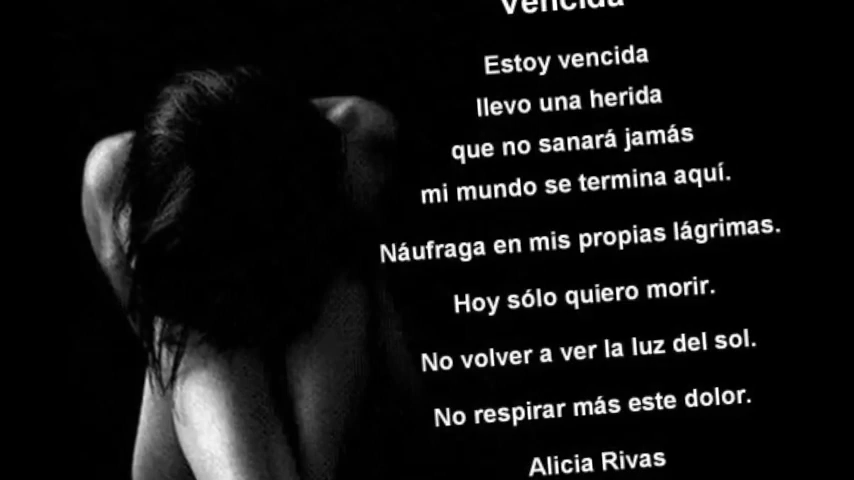 Vencida
Estoy vencida
llevo una herida
que no sanará jamás
mi mundo se termina aquí.
Náufraga en mis propias lágrimas.
Hoy sólo quiero morir.
No volver a ver la luz del sol.
No respirar más este dolor.
Alicia Rivas